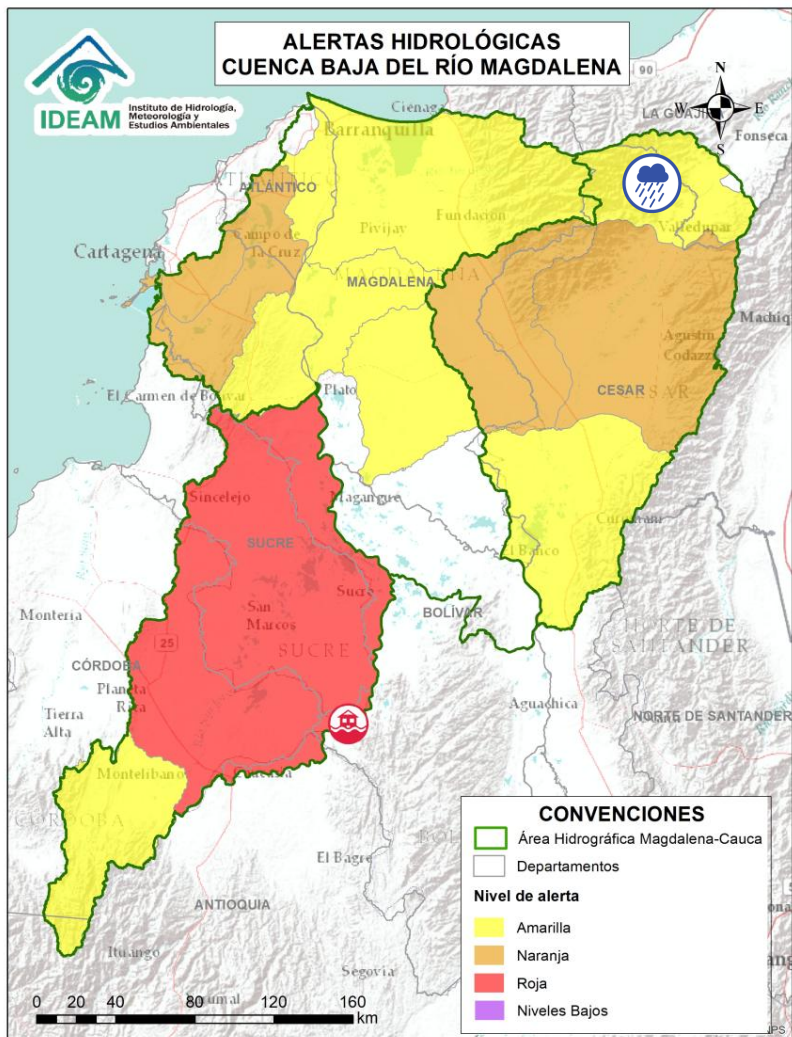 ALERTAS HIDROLÓGICAS
CUENCA BAJA DEL RÍO MAGDALENA
IDEAM
Instituto de Hidrología,
Meteorología y
Estudios Ambientales
N
W E
S
90
Ciénaga
LA GUAJIRA
Fonseca
Barranquilla
ATLÁNTICO
Valledupar
Pivijay
Fundación
Campo de
la Cruz
Cartagena
MAGDALENA
MAGDALENA
Agustín
Codazzi
CESAR
El Carmen de Bolívar
Plato
Sincelejo
Magangué
Curumaní
SUCRE
El Banco
Sucre
San
Marcos
BOLÍVAR
Montería
SUCRE
NORTE DE
SANTANDER
25
CÓRDOBA
Planeta
Rica
Aguachica
Tierra
Alta
NORTE DE SANTANDER
Montelíbano
CÓRDOBA
El Bagre
ANTIOQUIA
Ituango
Segovia
0 20 40 80 120 160
km
CONVENCIONES
Área Hidrográfica Magdalena-Cauca
Departamentos
Nivel de alerta
Amarilla
Naranja
Roja
Niveles Bajos